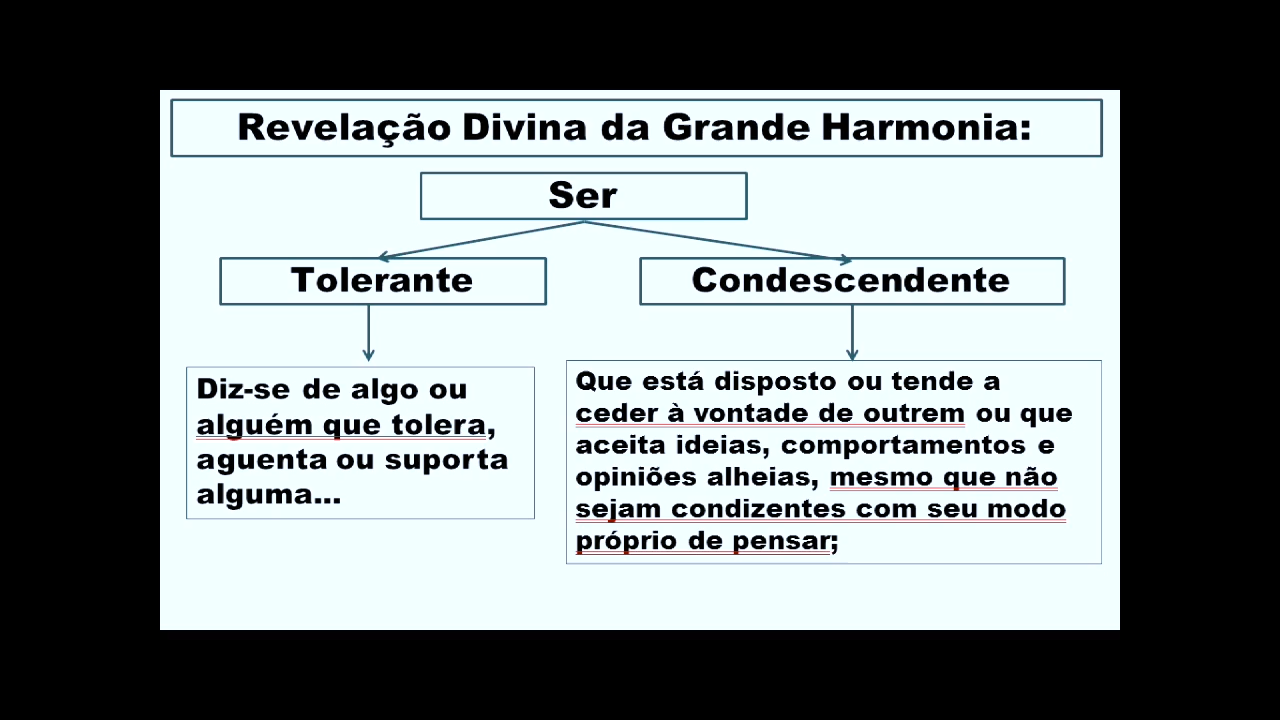 Revelação Divina da Grande Harmonia:
Ser
Tolerante
Condescendente
Diz-se de algo ou
alguém que tolera,
aguenta ou suporta
alguma...
Que está disposto ou tende a
ceder à vontade de outrem ou que
aceita ideias, comportamentos e
opiniões alheias, mesmo que não
sejam condizentes com seu modo
próprio de pensar;